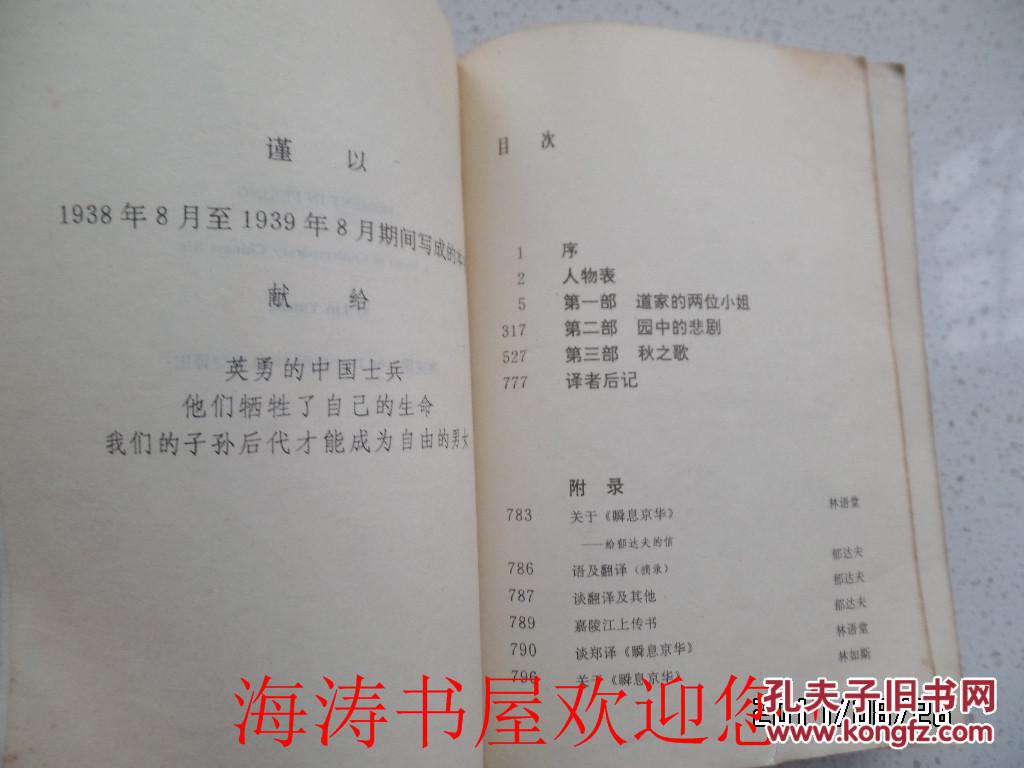 谨 以
1938年8月至1939年8月期间写成的本
献 给
英勇的中国士兵
他们牺牲了自己的生命
我们的子孙后代才能成为自由的男女
目 次
1 序
2 人物表
5 第一部 道家的两位小姐
317 第二部 园中的悲剧
527 第三部 秋之歌
777 译者后记
附 录
783 关于《瞬息京华》 林语堂
——给郁达夫的信
786 语及翻译(摘录) 郁达夫
787 谈翻译及其他 郁达夫
789 嘉陵江上传书 郁达夫
790 谈郑译《瞬息京华》 林语堂
796 关于《瞬息京华》 林如斯
海涛书屋欢迎您
孔夫子旧书网
www.kongfz.com